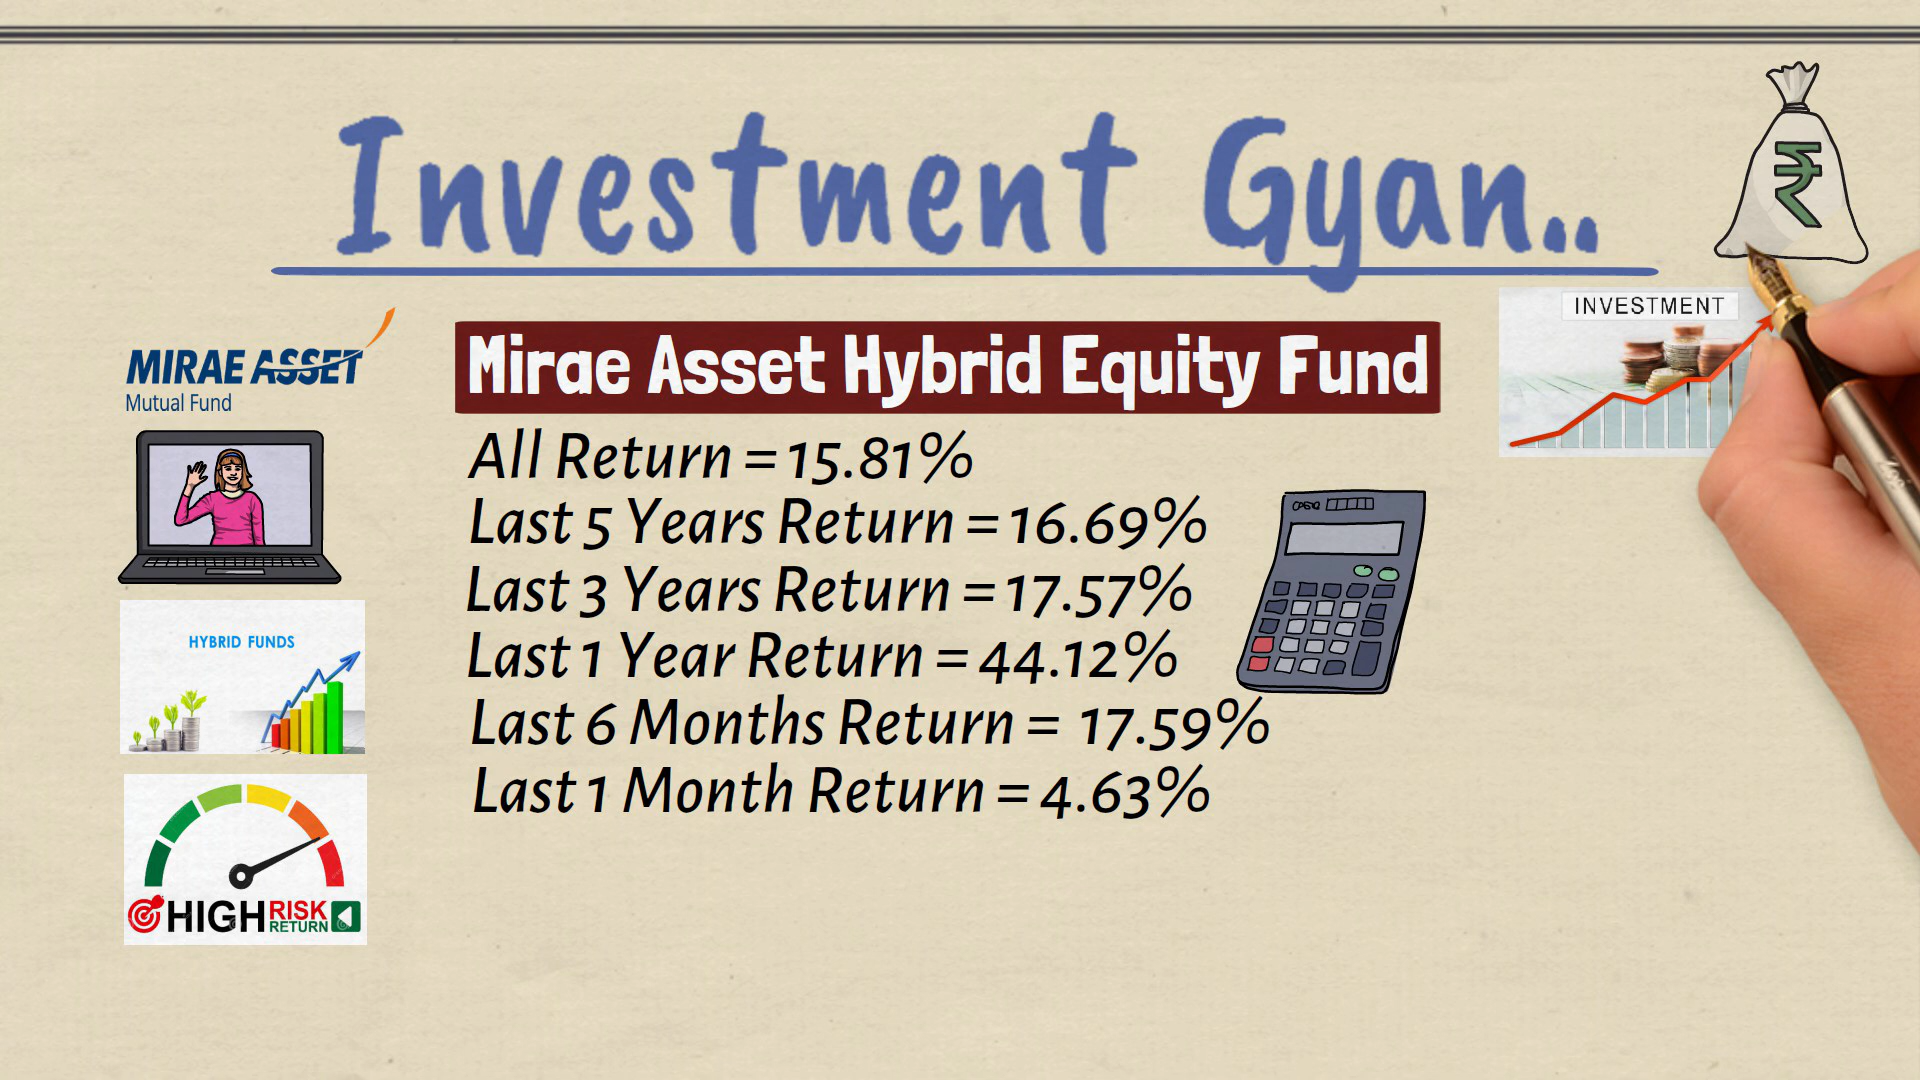 Investment Gyan..
₹
INVESTMENT
MIRAE ASSET
Mutual Fund
Mirae Asset Hybrid Equity Fund
All Return = 15.81%
Last 5 Years Return = 16.69%
Last 3 Years Return = 17.57%
Last 1 Year Return = 44.12%
Last 6 Months Return = 17.59%
Last 1 Month Return = 4.63%
HYBRID FUNDS
HIGH RISK
RETURN